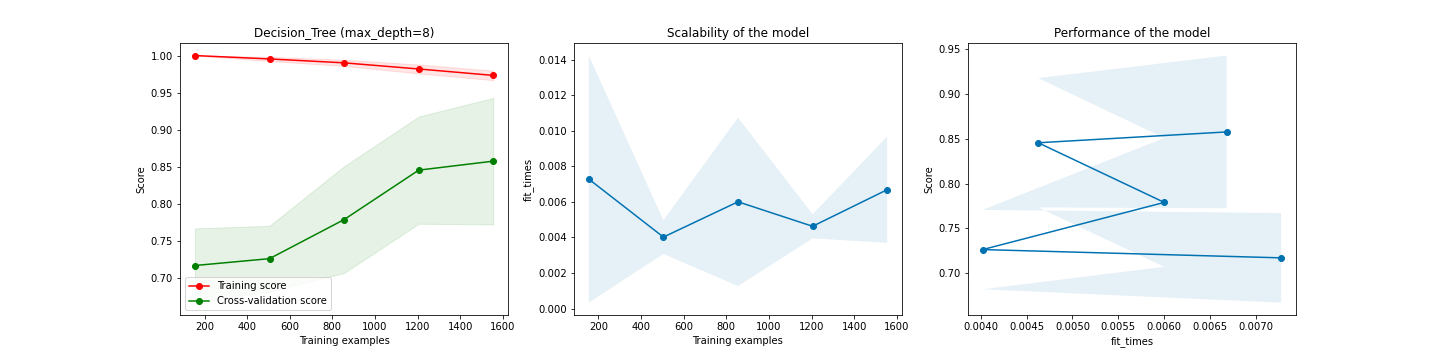 Decision_Tree (max_depth=8)
Score
1.00
0.95
0.90
0.85
0.80
0.75
0.70
Training score
Cross-validation score
200 400 600 800 1000 1200 1400 1600
Training examples
Scalability of the model
fit_times
0.014
0.012
0.010
0.008
0.006
0.004
0.002
0.000
200 400 600 800 1000 1200 1400 1600
Training examples
Performance of the model
Score
0.95
0.90
0.85
0.80
0.75
0.70
0.0040 0.0045 0.0050 0.0055 0.0060 0.0065 0.0070
fit_times